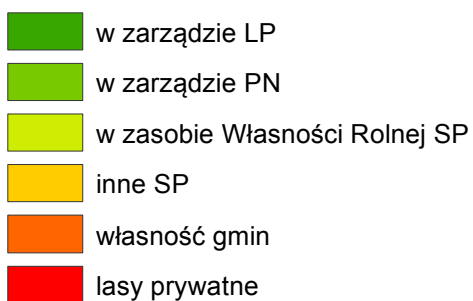 w zarządzie LP
w zarządzie PN
w zasobie Własności Rolnej SP
inne SP
własność gmin
lasy prywatne